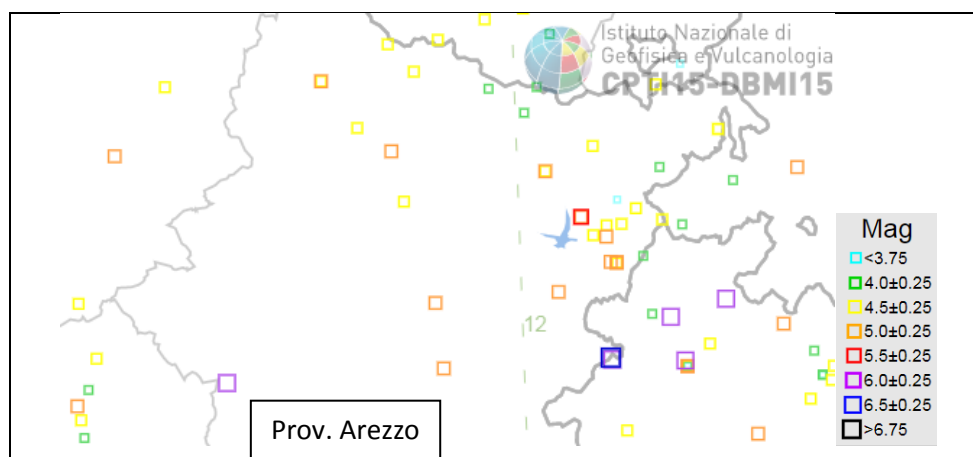 Istituto Nazionale di
Geofisica e Vulcanologia
CPTI15-DBMI15
12
Mag
<3.75
4.0±0.25
4.5±0.25
5.0±0.25
5.5±0.25
6.0±0.25
6.5±0.25
>6.75
Prov. Arezzo